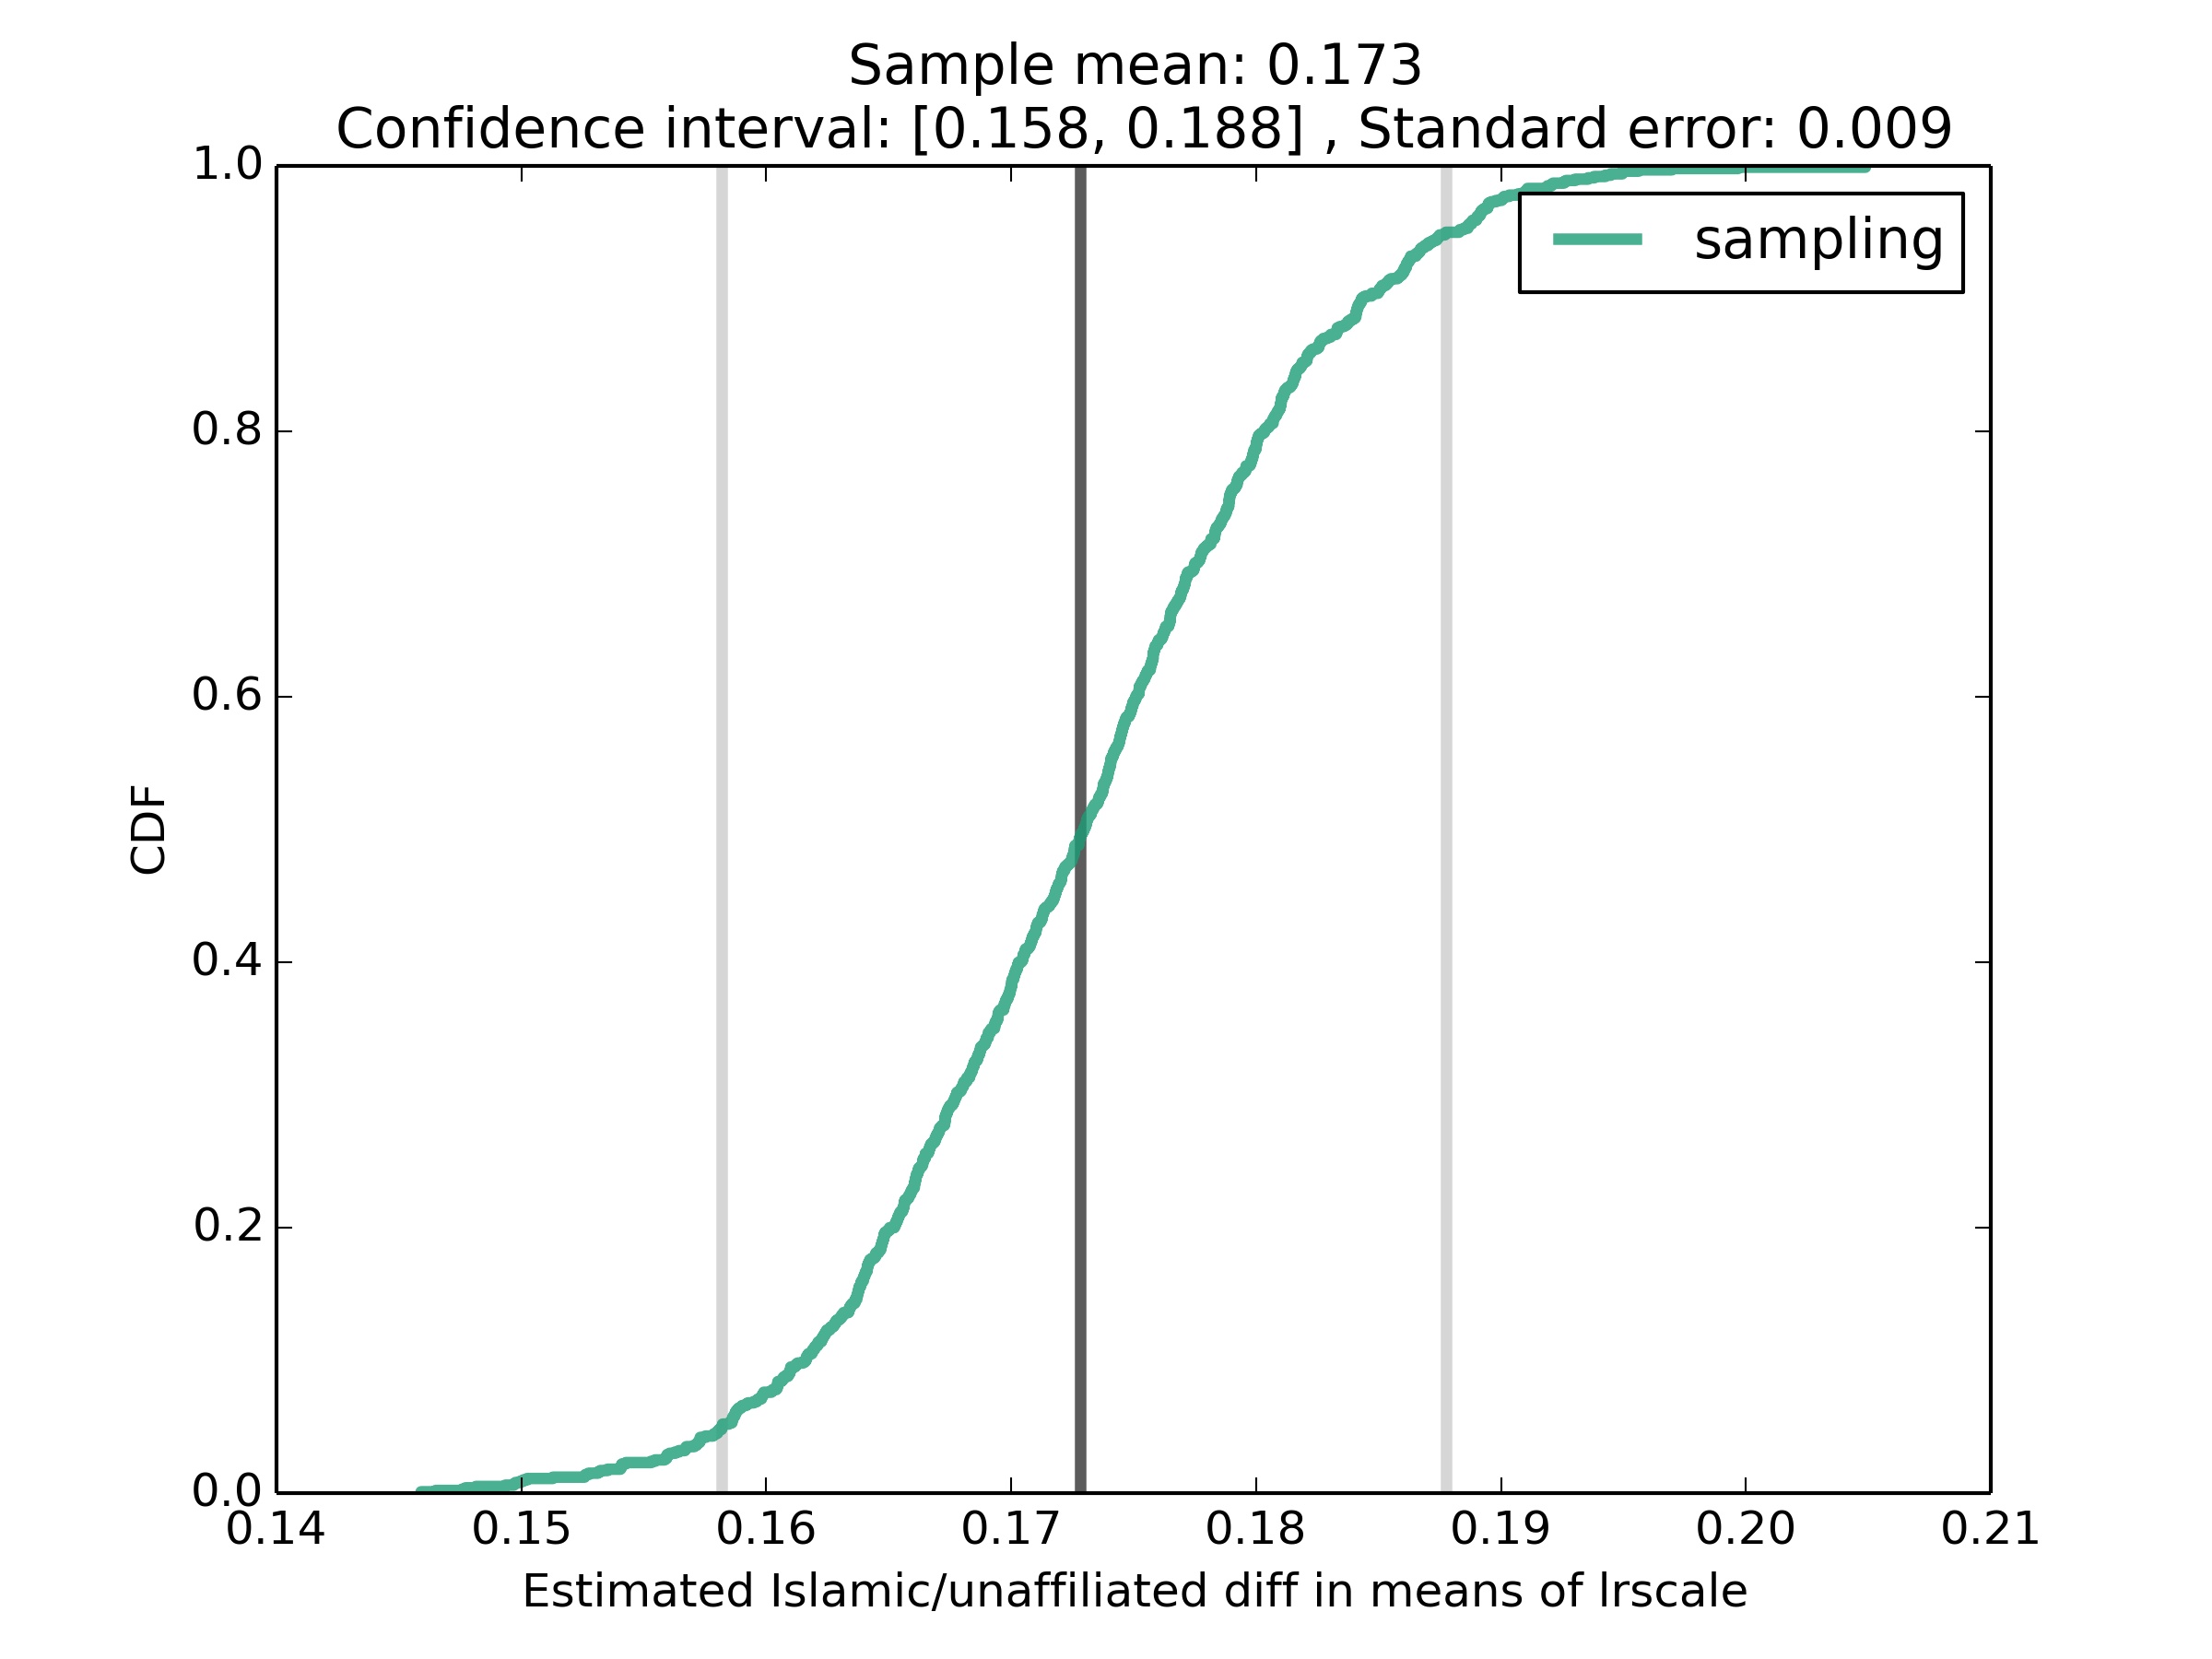 Sample mean: 0.173
Confidence interval: [0.158, 0.188] , Standard error: 0.009
1.0
0.8
0.6
0.4
0.2
0.0
CDF
sampling
0.14 0.15 0.16 0.17 0.18 0.19 0.20 0.21
Estimated Islamic/unaffiliated diff in means of lrscale